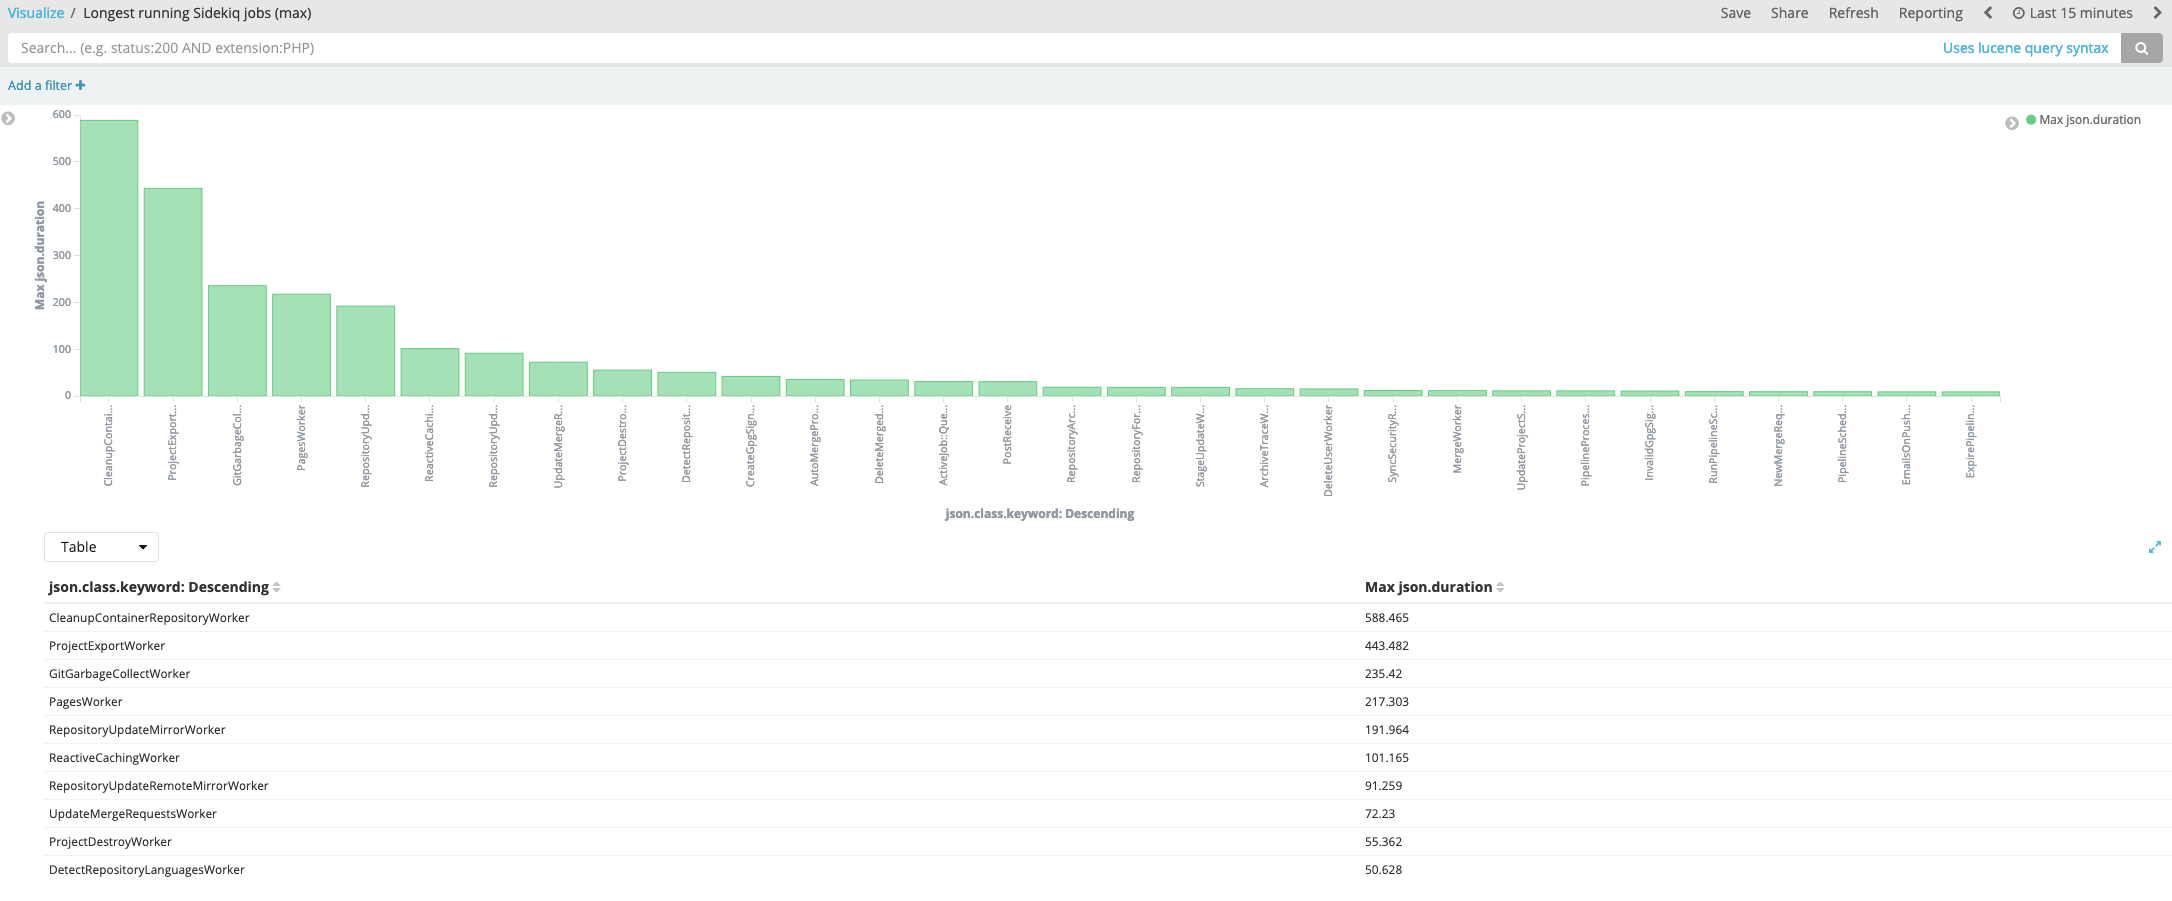 Visualize / Longest running Sidekiq jobs (max)
Save Share Refresh Reporting Last 15 minutes
Search... (e.g. status:200 AND extension:PHP)
Uses lucene query syntax
Add a filter
Max json.duration
600
500
400
300
200
100
0
Max json.duration
CleanupContai...
ProjectExport...
GitGarbageCol...
PagesWorker
RepositoryUpd...
ReactiveCachi...
RepositoryUpd...
UpdateMergeR...
ProjectDestro...
DetectReposit...
CreateGpgSign...
AutoMergePro...
DeleteMerged...
ActiveJob::Que...
PostReceive
RepositoryArc...
RepositoryFor...
StageUpdateW...
ArchiveTraceW...
DeleteUserWorker
SyncSecurityR...
MergeWorker
UpdateProjectS...
PipelineProces...
InvalidGpgSig...
RunPipelineSc...
NewMergeReq...
PipelineSched...
EmailsOnPush...
ExpirePipelin...
json.class.keyword: Descending
Table
json.class.keyword: Descending Max json.duration
CleanupContainerRepositoryWorker 588.465
ProjectExportWorker 443.482
GitGarbageCollectWorker 235.42
PagesWorker 217.303
RepositoryUpdateMirrorWorker 191.964
ReactiveCachingWorker 101.165
RepositoryUpdateRemoteMirrorWorker 91.259
UpdateMergeRequestsWorker 72.23
ProjectDestroyWorker 55.362
DetectRepositoryLanguagesWorker 50.628